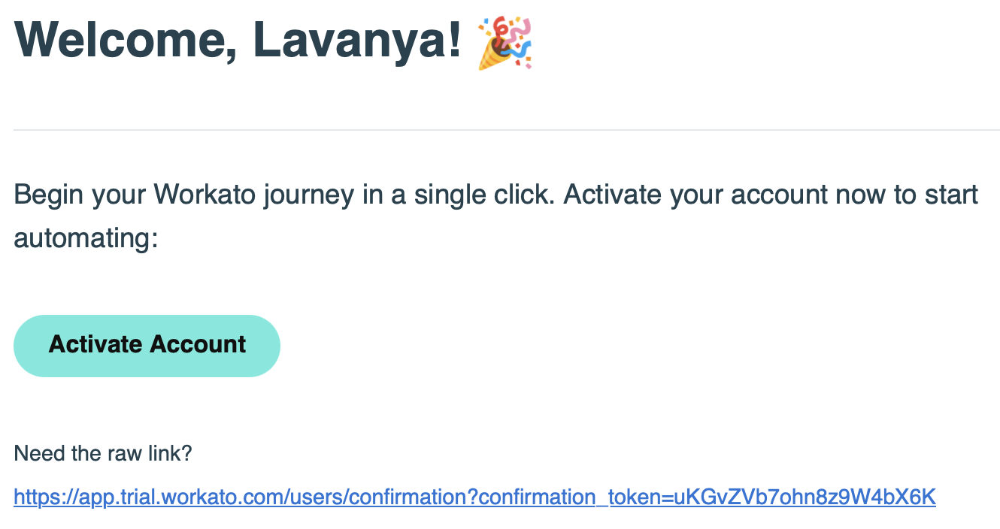 Welcome, Lavanya! 🎉
Begin your Workato journey in a single click. Activate your account now to start
automating:
Activate Account
Need the raw link?
https://app.trial.workato.com/users/confirmation?confirmation_token=uKGvZVb7ohn8z9W4bX6K